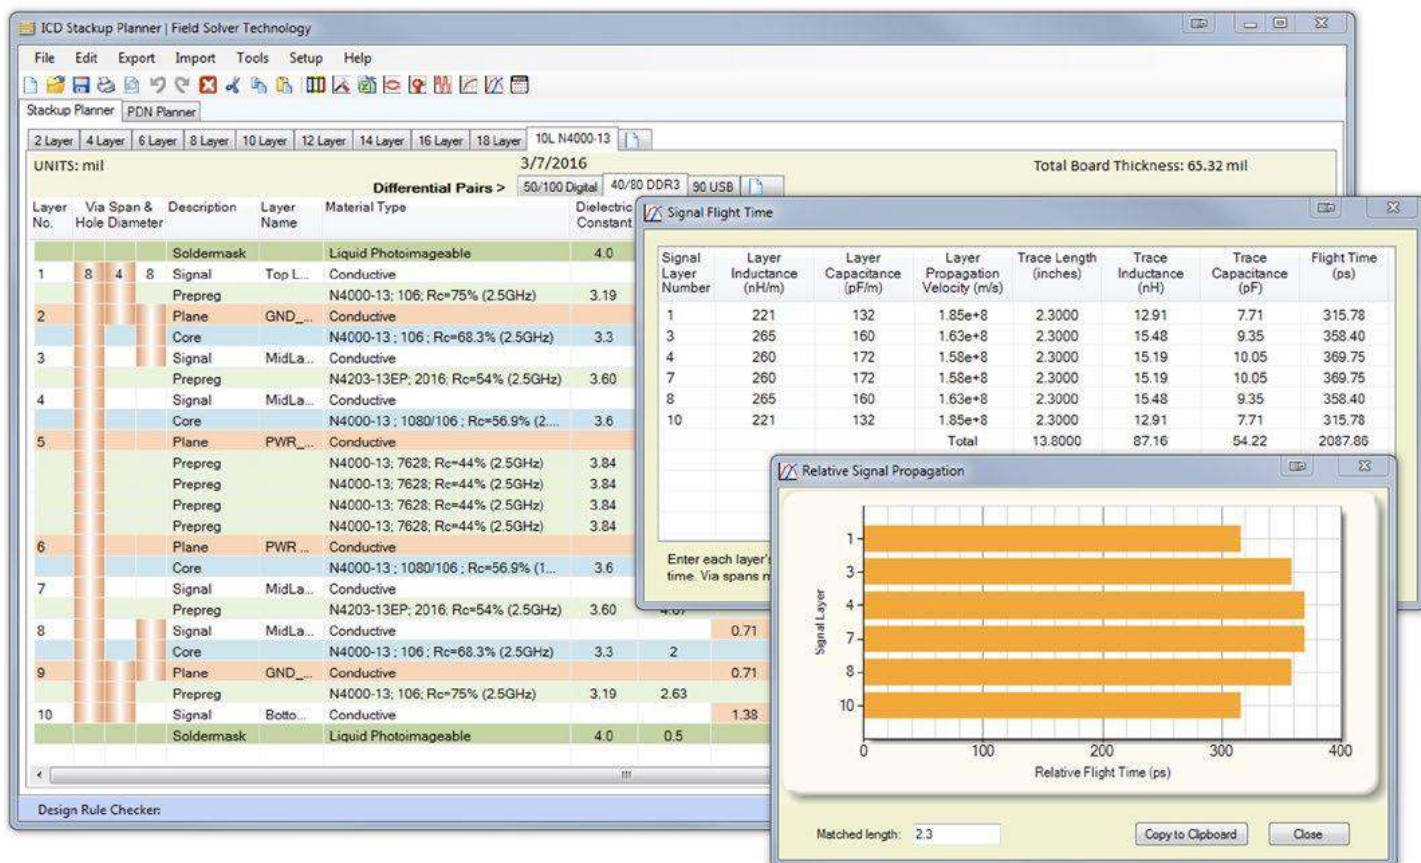 ICD Stackup Planner | Field Solver Technology
File Edit Export Import Tools Setup Help
Stackup Planner PDN Planner
2 Layer 4 Layer 6 Layer 8 Layer 10 Layer 12 Layer 14 Layer 16 Layer 18 Layer 10L N4000-13
UNITS: mil 3/7/2016 Total Board Thickness: 65.32 mil
Differential Pairs > 50/100 Digital 40/80 DDR3 90 USB
Layer No. Via Span & Hole Diameter Description Layer Name Material Type Dielectric Constant
Soldermask Liquid Photoimageable 4.0
1 8 4 8 Signal Top L... Conductive
Prepreg N4000-13; 106; Rc=75% (2.5GHz) 3.19
2 Plane GND_... Conductive
Core N4000-13 ; 106 ; Rc=68.3% (2.5GHz) 3.3
3 Signal MidLa... Conductive
Prepreg N4203-13EP; 2016; Rc=54% (2.5GHz) 3.60
4 Signal MidLa... Conductive
Core N4000-13 ; 1080/106 ; Rc=56.9% (2.... 3.6
5 Plane PWR_... Conductive
Prepreg N4000-13; 7628; Rc=44% (2.5GHz) 3.84
Prepreg N4000-13; 7628; Rc=44% (2.5GHz) 3.84
Prepreg N4000-13; 7628; Rc=44% (2.5GHz) 3.84
Prepreg N4000-13; 7628; Rc=44% (2.5GHz) 3.84
6 Plane PWR ... Conductive
Core N4000-13 ; 1080/106 ; Rc=56.9% (1... 3.6
7 Signal MidLa... Conductive
Prepreg N4203-13EP; 2016; Rc=54% (2.5GHz) 3.60
8 Signal MidLa... Conductive 0.71
Core N4000-13 ; 106 ; Rc=68.3% (2.5GHz) 3.3 2
9 Plane GND_... Conductive 0.71
Prepreg N4000-13; 106; Rc=75% (2.5GHz) 3.19 2.63
10 Signal Botto... Conductive 1.38
Soldermask Liquid Photoimageable 4.0 0.5
Design Rule Checker:
Signal Flight Time
Signal Layer Number Layer Inductance (nH/m) Layer Capacitance (pF/m) Layer Propagation Velocity (m/s) Trace Length (inches) Trace Inductance (nH) Trace Capacitance (pF) Flight Time (ps)
1 221 132 1.85e+8 2.3000 12.91 7.71 315.78
3 265 160 1.63e+8 2.3000 15.48 9.35 358.40
4 260 172 1.58e+8 2.3000 15.19 10.05 369.75
7 260 172 1.58e+8 2.3000 15.19 10.05 369.75
8 265 160 1.63e+8 2.3000 15.48 9.35 358.40
10 221 132 1.85e+8 2.3000 12.91 7.71 315.78
Total 13.8000 87.16 54.22 2087.86
Enter each layer's
time. Via spans
Relative Signal Propagation
Signal Layer
1
3
4
7
8
10
0 100 200 300 400
Relative Flight Time (ps)
Matched length: 2.3 Copy to Clipboard Close